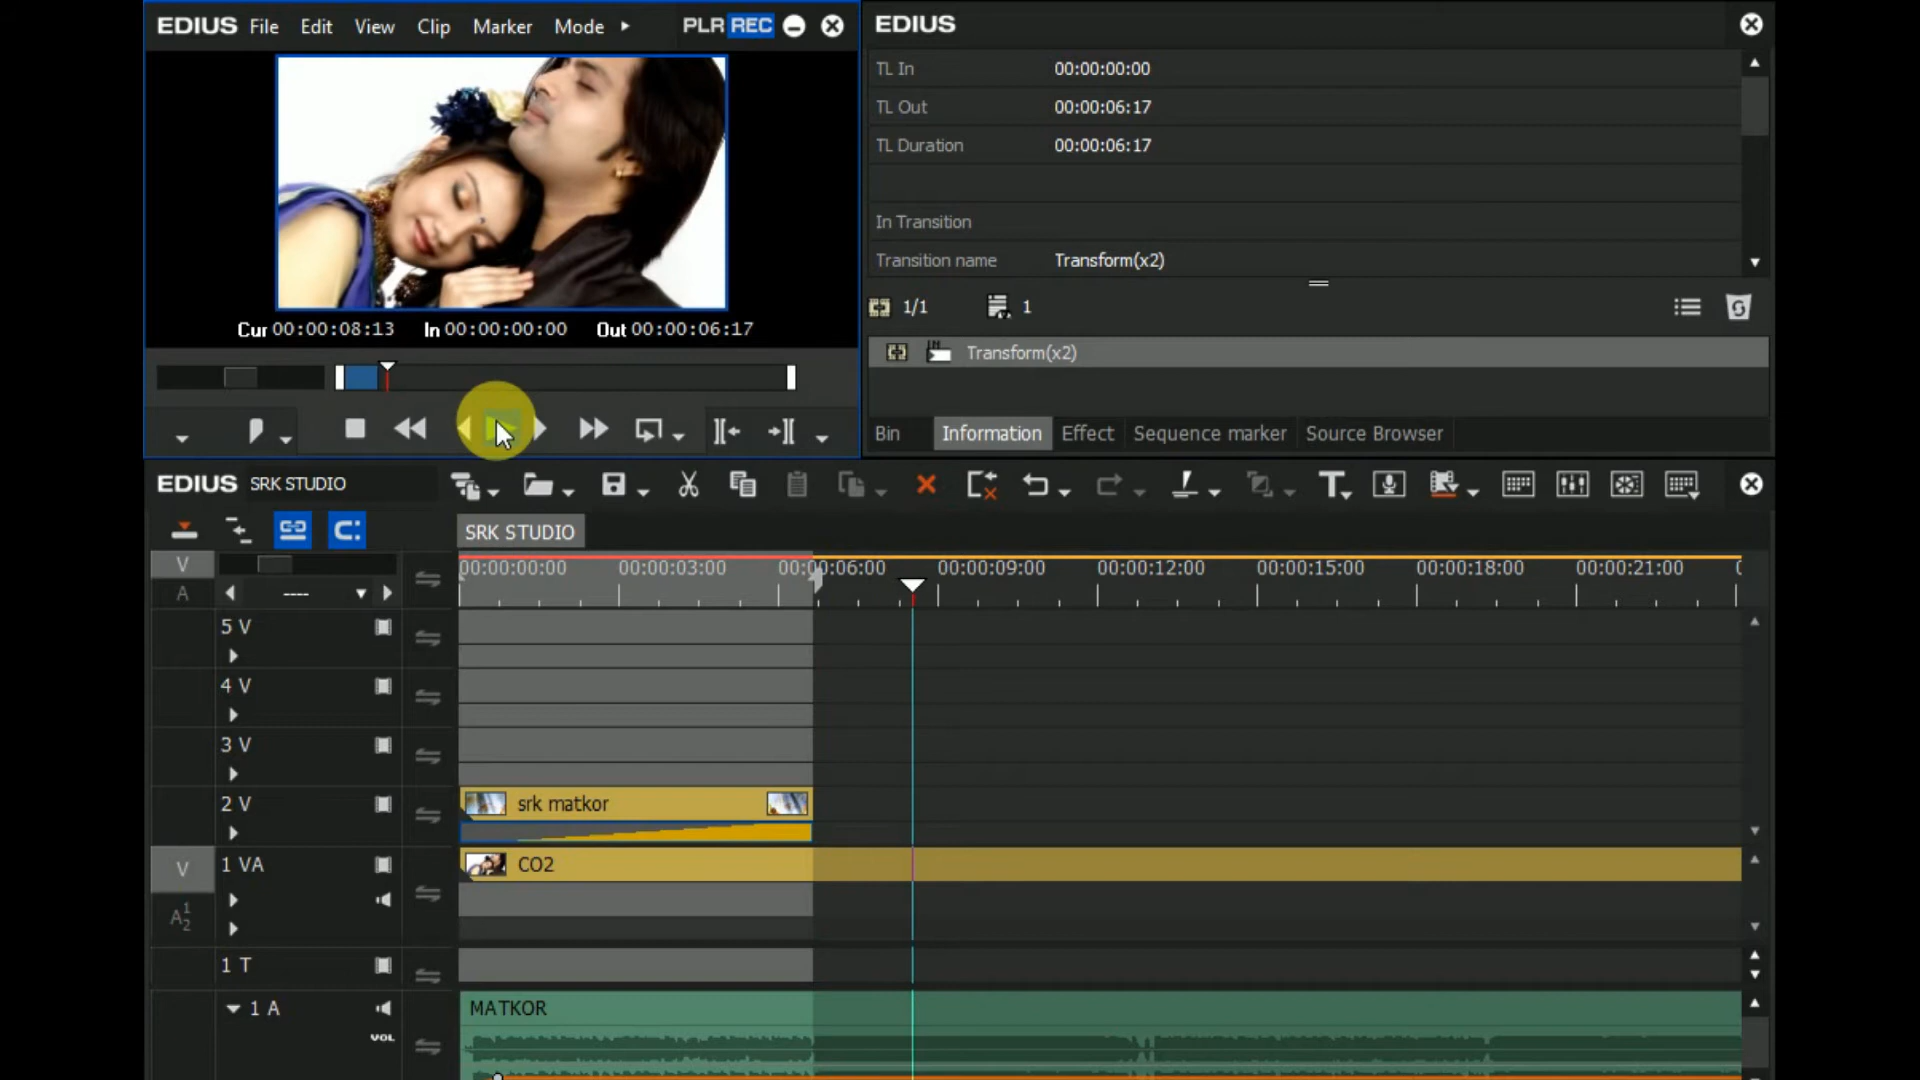 EDIUS File Edit View Clip Marker Mode PLR REC
EDIUS
TL In 00:00:00:00
TL Out 00:00:06:17
TL Duration 00:00:06:17
In Transition
Transition name Transform(x2)
Cur 00:00:08:13 In 00:00:00:00 Out 00:00:06:17
1/1 1
Transform(x2)
Bin Information Effect Sequence marker Source Browser
EDIUS SRK STUDIO
SRK STUDIO
V
00:00:00:00 00:00:03:00 00:00:06:00 00:00:09:00 00:00:12:00 00:00:15:00 00:00:18:00 00:00:21:00
A ----
5 V
4 V
3 V
2 V srk matkor
V 1 VA CO2
A 1 2
1 T
1 A MATKOR
VOL